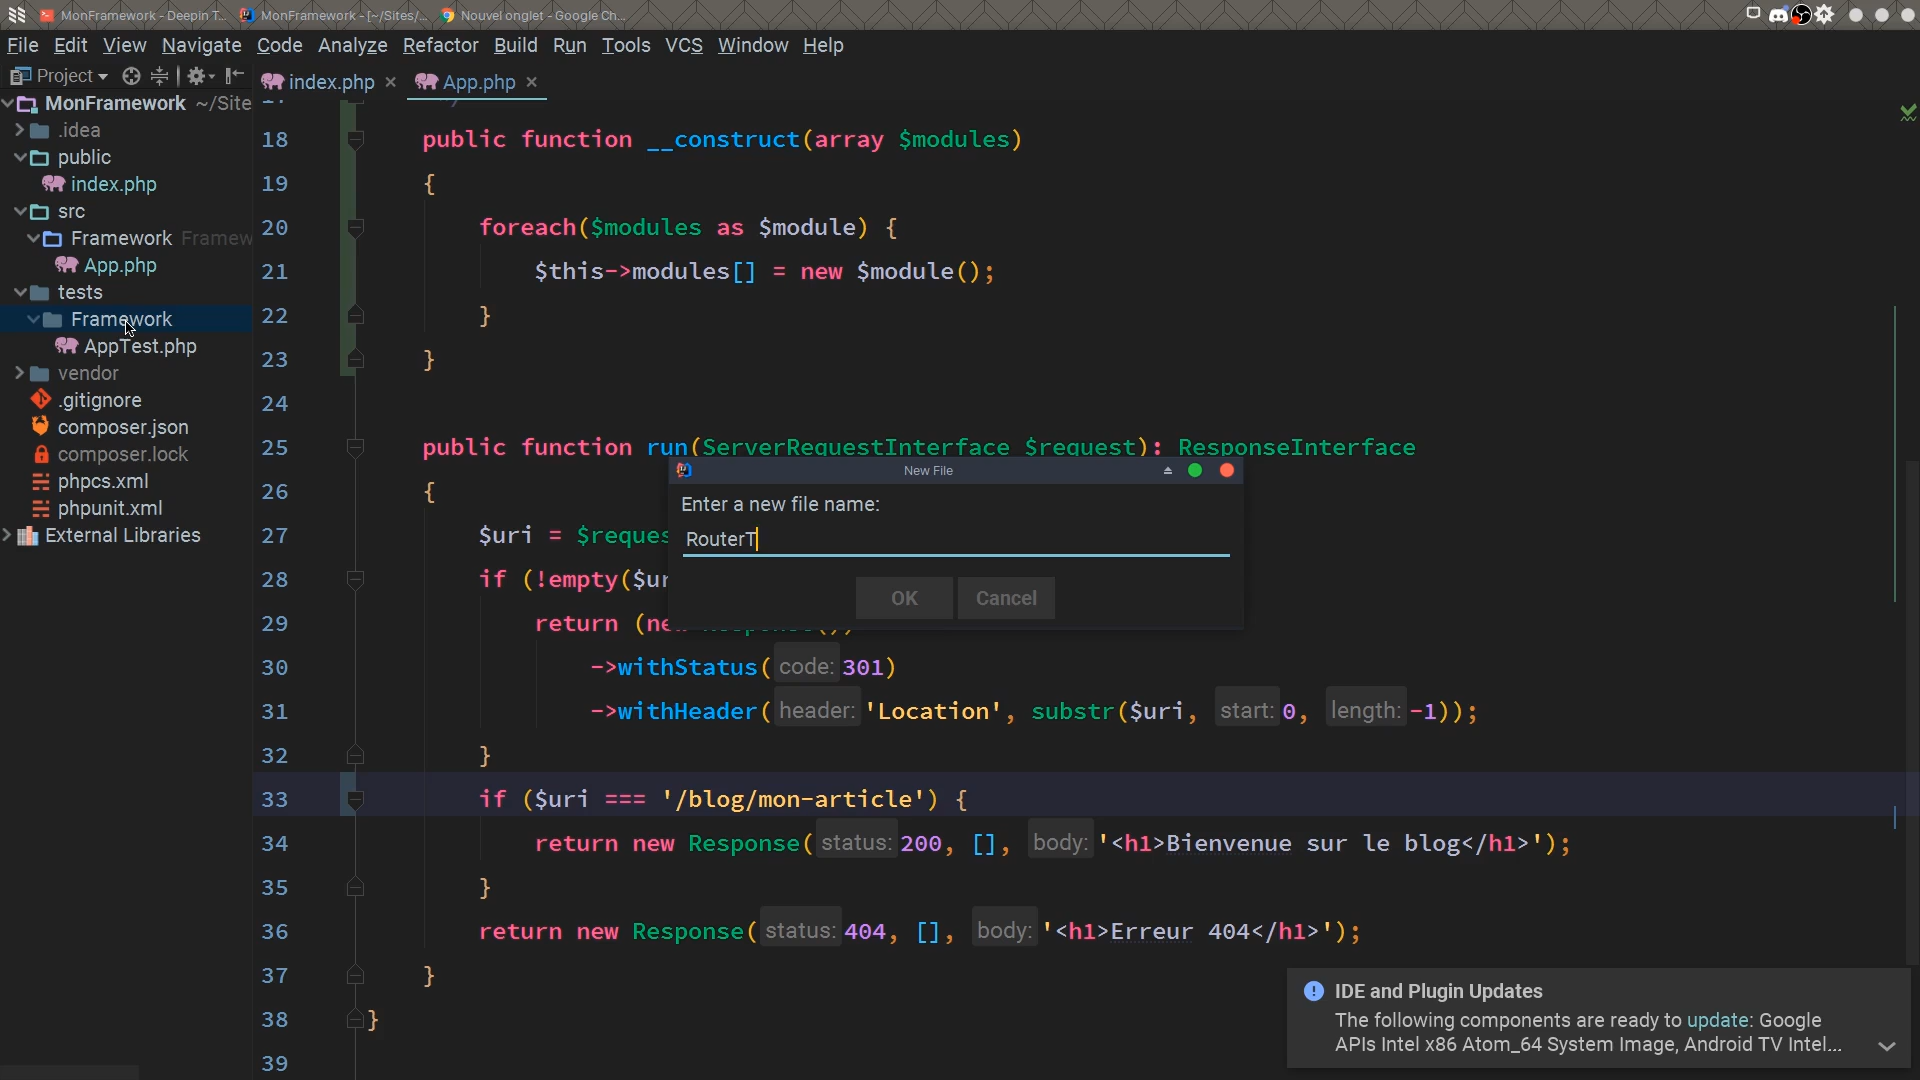 MonFramework - Deepin T...
MonFramework - [~/Sites/...
Nouvel onglet - Google Ch...
File Edit View Navigate Code Analyze Refactor Build Run Tools VCS Window Help
Project
index.php
App.php
MonFramework ~/Site
.idea
public
index.php
src
Framework Framew
App.php
tests
Framework
AppTest.php
vendor
.gitignore
composer.json
composer.lock
phpcs.xml
phpunit.xml
External Libraries
18 public function __construct(array $modules)
19 {
20 foreach($modules as $module) {
21 $this->modules[] = new $module();
22 }
23 }
24
25 public function run(ServerRequestInterface $request): ResponseInterface
26 {
27 $uri = $reques
28 if (!empty($ur
29 return (new Response())
30 ->withStatus( code: 301)
31 ->withHeader( header: 'Location', substr($uri, start: 0, length: -1));
32 }
33 if ($uri === '/blog/mon-article') {
34 return new Response( status: 200, [], body: '<h1>Bienvenue sur le blog</h1>');
35 }
36 return new Response( status: 404, [], body: '<h1>Erreur 404</h1>');
37 }
38 }
39
New File
Enter a new file name:
RouterT
OK
Cancel
IDE and Plugin Updates
The following components are ready to update: Google
APIs Intel x86 Atom_64 System Image, Android TV Intel...